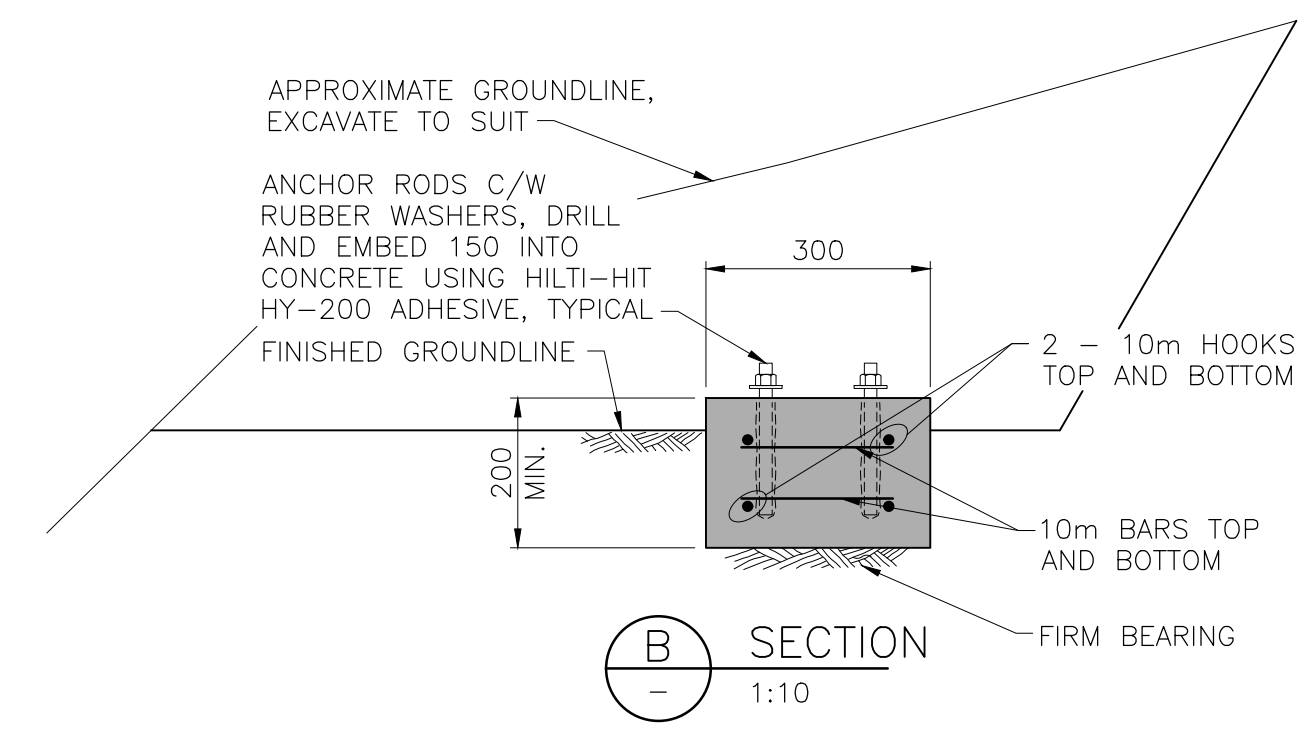 APPROXIMATE GROUNDLINE,
EXCAVATE TO SUIT
ANCHOR RODS C/W
RUBBER WASHERS, DRILL
AND EMBED 150 INTO
CONCRETE USING HILTI-HIT
HY-200 ADHESIVE, TYPICAL
FINISHED GROUNDLINE
300
200
MIN.
2 - 10m HOOKS
TOP AND BOTTOM
10m BARS TOP
AND BOTTOM
FIRM BEARING
B
-
SECTION
1:10